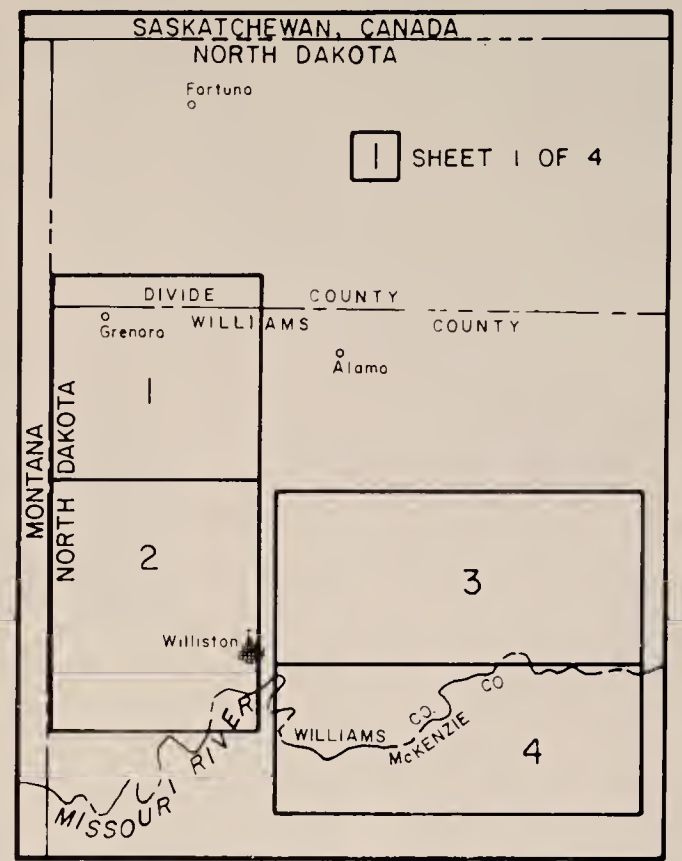 SASKATCHEWAN, CANADA
NORTH DAKOTA
Fortuna
1 SHEET 1 OF 4
DIVIDE COUNTY
WILLIAMS COUNTY
Grenora
Alamo
1
MONTANA
NORTH DAKOTA
2
3
Williston
MISSOURI RIVER
WILLIAMS CO.
McKENZIE CO
4